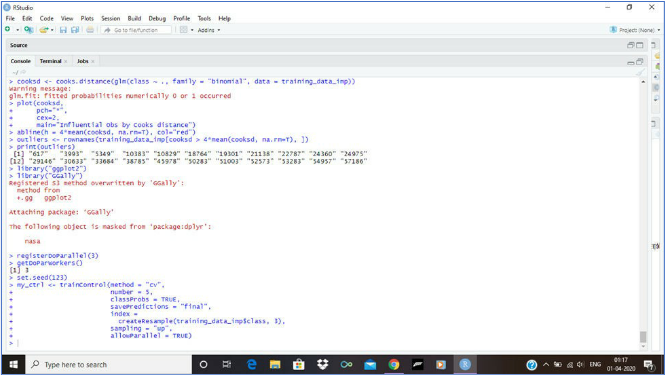 RStudio
File Edit Code View Plots Session Build Debug Profile Tools Help
Go to file/function
Addins
Project: (None)
Source
Console Terminal Jobs
> cooksd <- cooks.distance(glm(class ~ ., family = "binomial", data = training_data_imp))
Warning message:
glm.fit: fitted probabilities numerically 0 or 1 occurred
> plot(cooksd,
+ pch="*",
+ cex=2,
+ main="Influential Obs by Cooks distance")
> abline(h = 4*mean(cooksd, na.rm=T), col="red")
> outliers <- rownames(training_data_imp[cooksd > 4*mean(cooksd, na.rm=T), ])
> print(outliers)
[1] "617" "3993" "5349" "10383" "10829" "18764" "19301" "21138" "22787" "24360" "24975"
[12] "29146" "30633" "33684" "38785" "45978" "50283" "51003" "52573" "53283" "54957" "57186"
> library("ggplot2")
> library("GGally")
Registered S3 method overwritten by 'GGally':
method from
+.gg ggplot2
Attaching package: 'GGally'
The following object is masked from 'package:dplyr':
nasa
> registerDoParallel(3)
> getDoParWorkers()
[1] 3
> set.seed(123)
> my_ctrl <- trainControl(method = "cv",
+ number = 5,
+ classProbs = TRUE,
+ savePredictions = "final",
+ index =
+ createResample(training_data_imp$class, 3),
+ sampling = "up",
+ allowParallel = TRUE)
>
Type here to search
ENG
01:17
01-04-2020